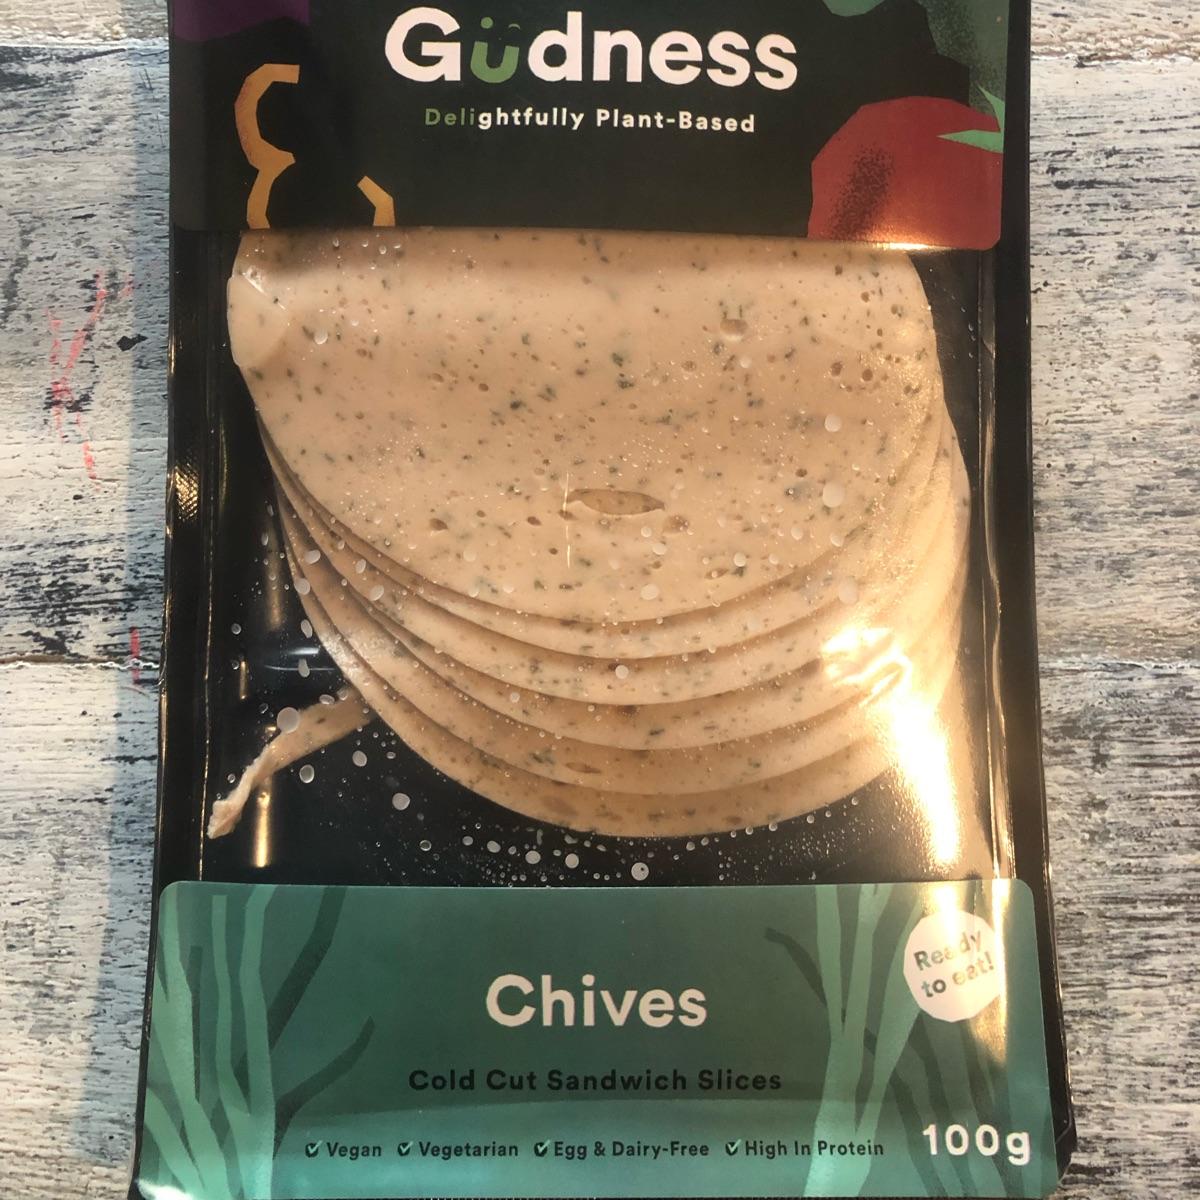 Güdness
Delightfully Plant-Based
Ready
to eat!
Chives
Cold Cut Sandwich Slices
Vegan Vegetarian Egg & Dairy-Free High In Protein
100g